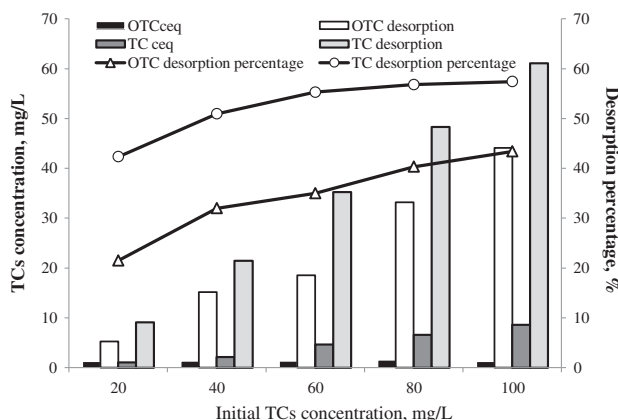 70
60
50
40
30
20
10
0
TCs concentration, mg/L
OTCceq
OTC desorption
TC ceq
TC desorption
OTC desorption percentage
TC desorption percentage
70
60
50
40
30
20
10
0
Desorption percentage, %
20 40 60 80 100
Initial TCs concentration, mg/L